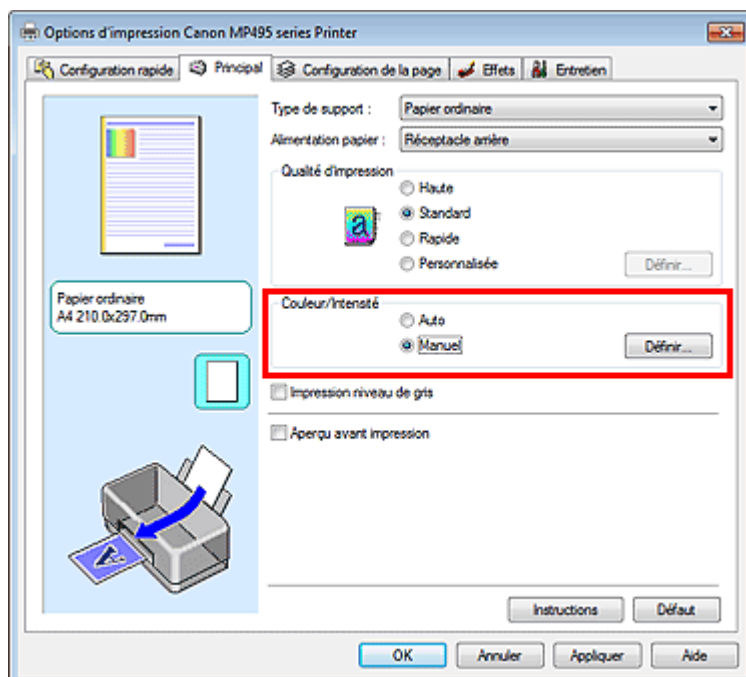 Options d'impression Canon MP495 series Printer
Configuration rapide Principal Configuration de la page Effets Entretien
Type de support : Papier ordinaire
Alimentation papier : Réceptacle arrière
Qualité d'impression
Haute
Standard
Rapide
Personnalisée Définir...
Papier ordinaire
A4 210.0x297.0mm
Couleur/Intensité
Auto
Manuel Définir...
Impression niveau de gris
Aperçu avant impression
Instructions Défaut
OK Annuler Appliquer Aide